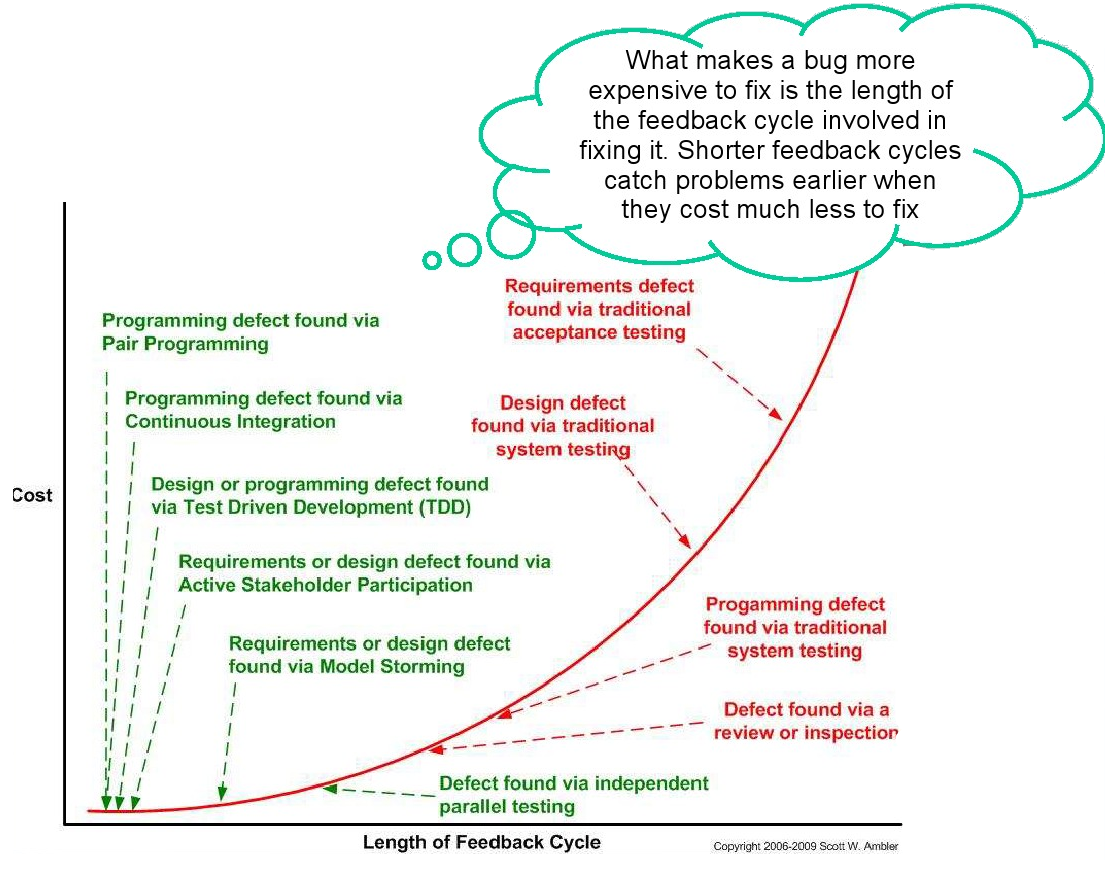 What makes a bug more
expensive to fix is the length of
the feedback cycle involved in
fixing it. Shorter feedback cycles
catch problems earlier when
they cost much less to fix
Requirements defect
found via traditional
acceptance testing
Programming defect found via
Pair Programming
Programming defect found via
Continuous Integration
Design defect
found via traditional
system testing
Design or programming defect found
via Test Driven Development (TDD)
Cost
Requirements or design defect found via
Active Stakeholder Participation
Progamming defect
found via traditional
system testing
Requirements or design defect
found via Model Storming
Defect found via a
review or inspection
Defect found via independent
parallel testing
Length of Feedback Cycle
Copyright 2006-2009 Scott W. Ambler